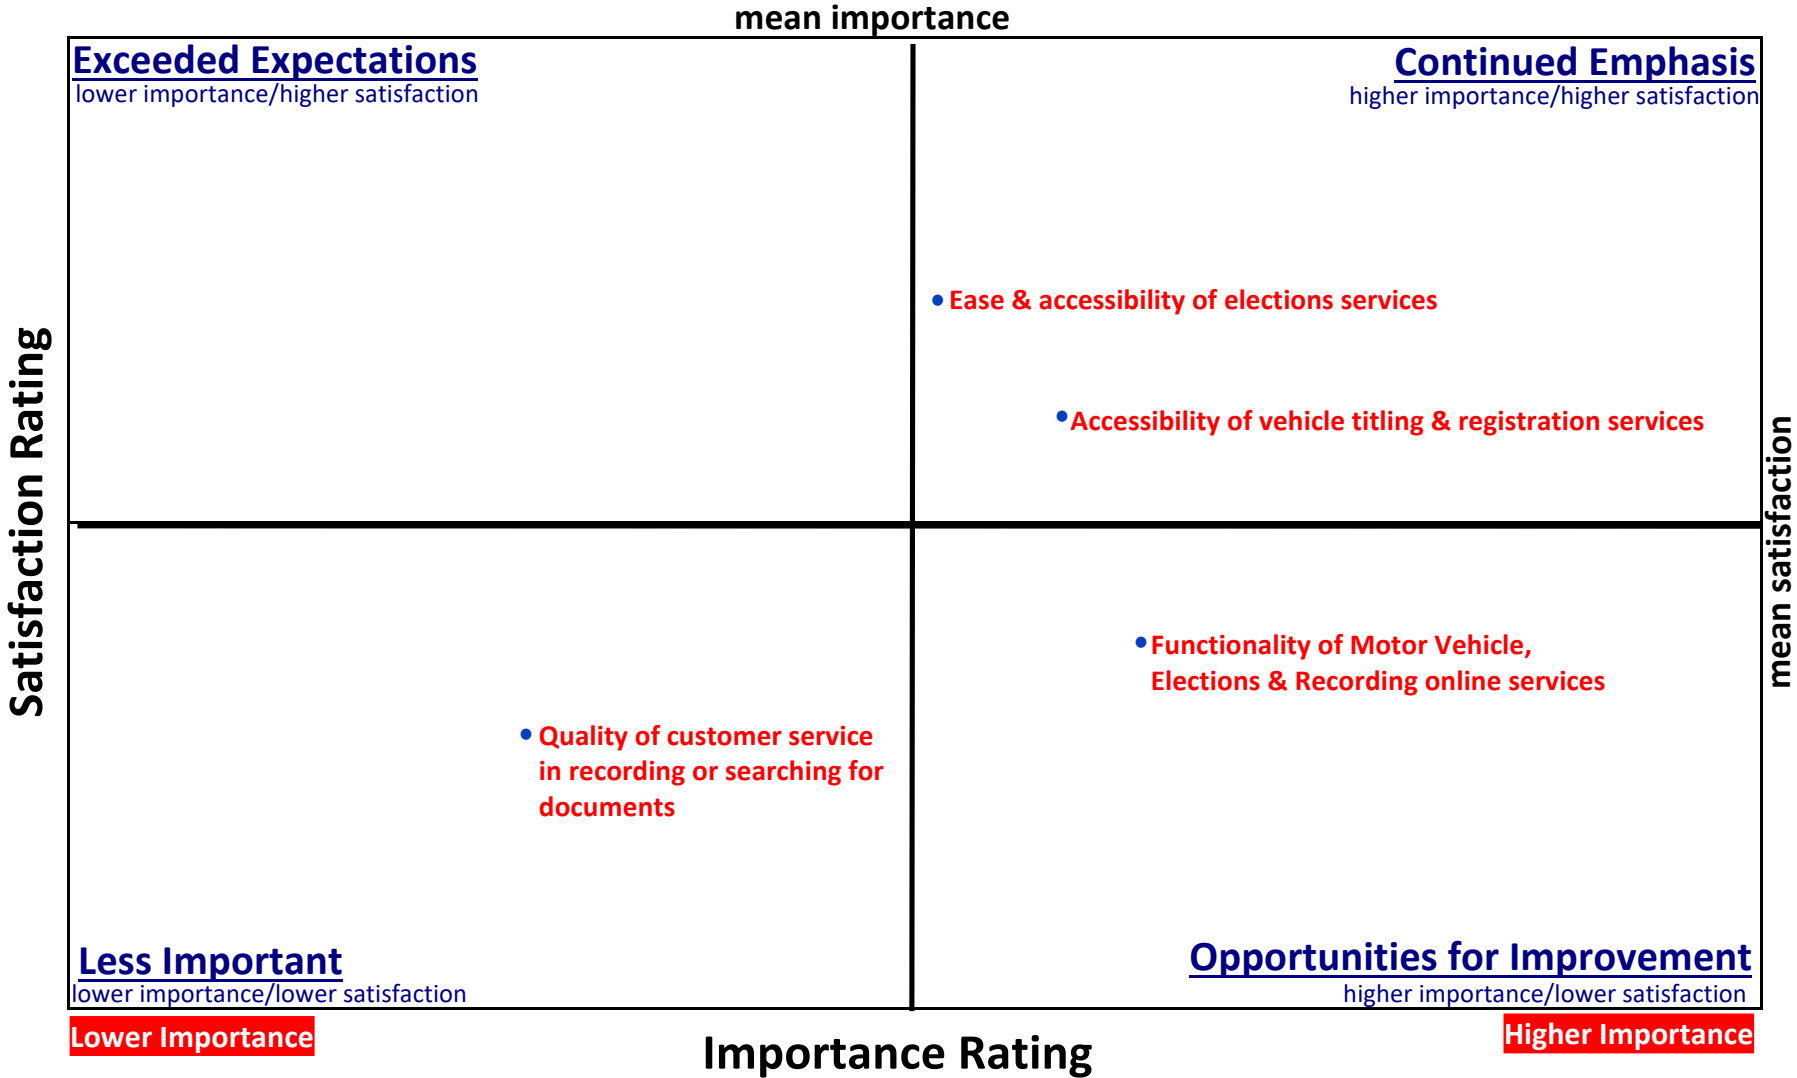 mean importance
Exceeded Expectations
lower importance/higher satisfaction
Continued Emphasis
higher importance/higher satisfaction
Ease & accessibility of elections services
Accessibility of vehicle titling & registration services
Satisfaction Rating
mean satisfaction
Functionality of Motor Vehicle,
Elections & Recording online services
Quality of customer service
in recording or searching for
documents
Less Important
lower importance/lower satisfaction
Opportunities for Improvement
higher importance/lower satisfaction
Lower Importance
Importance Rating
Higher Importance